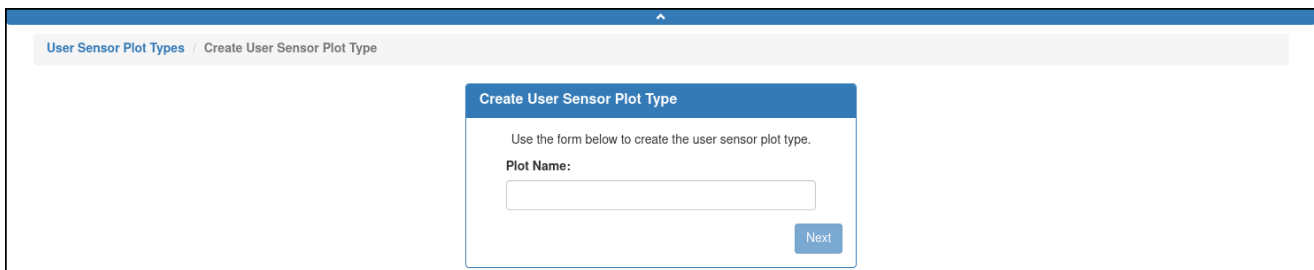 User Sensor Plot Types / Create User Sensor Plot Type
Create User Sensor Plot Type
Use the form below to create the user sensor plot type.
Plot Name:
Next